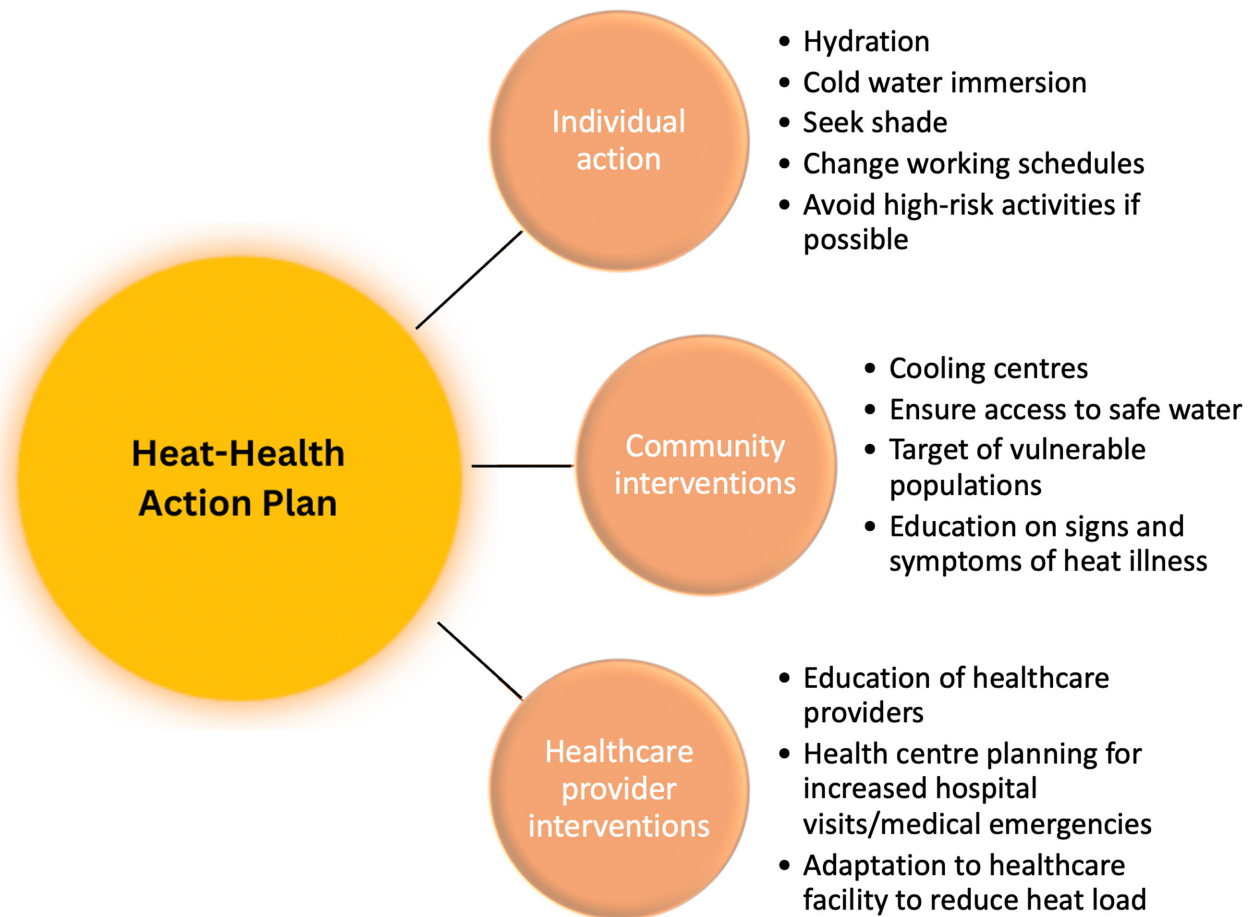 Heat-Health
Action Plan
Individual
action
• Hydration
• Cold water immersion
• Seek shade
• Change working schedules
• Avoid high-risk activities if
possible
Community
interventions
• Cooling centres
• Ensure access to safe water
• Target of vulnerable
populations
• Education on signs and
symptoms of heat illness
Healthcare
provider
interventions
• Education of healthcare
providers
• Health centre planning for
increased hospital
visits/medical emergencies
• Adaptation to healthcare
facility to reduce heat load